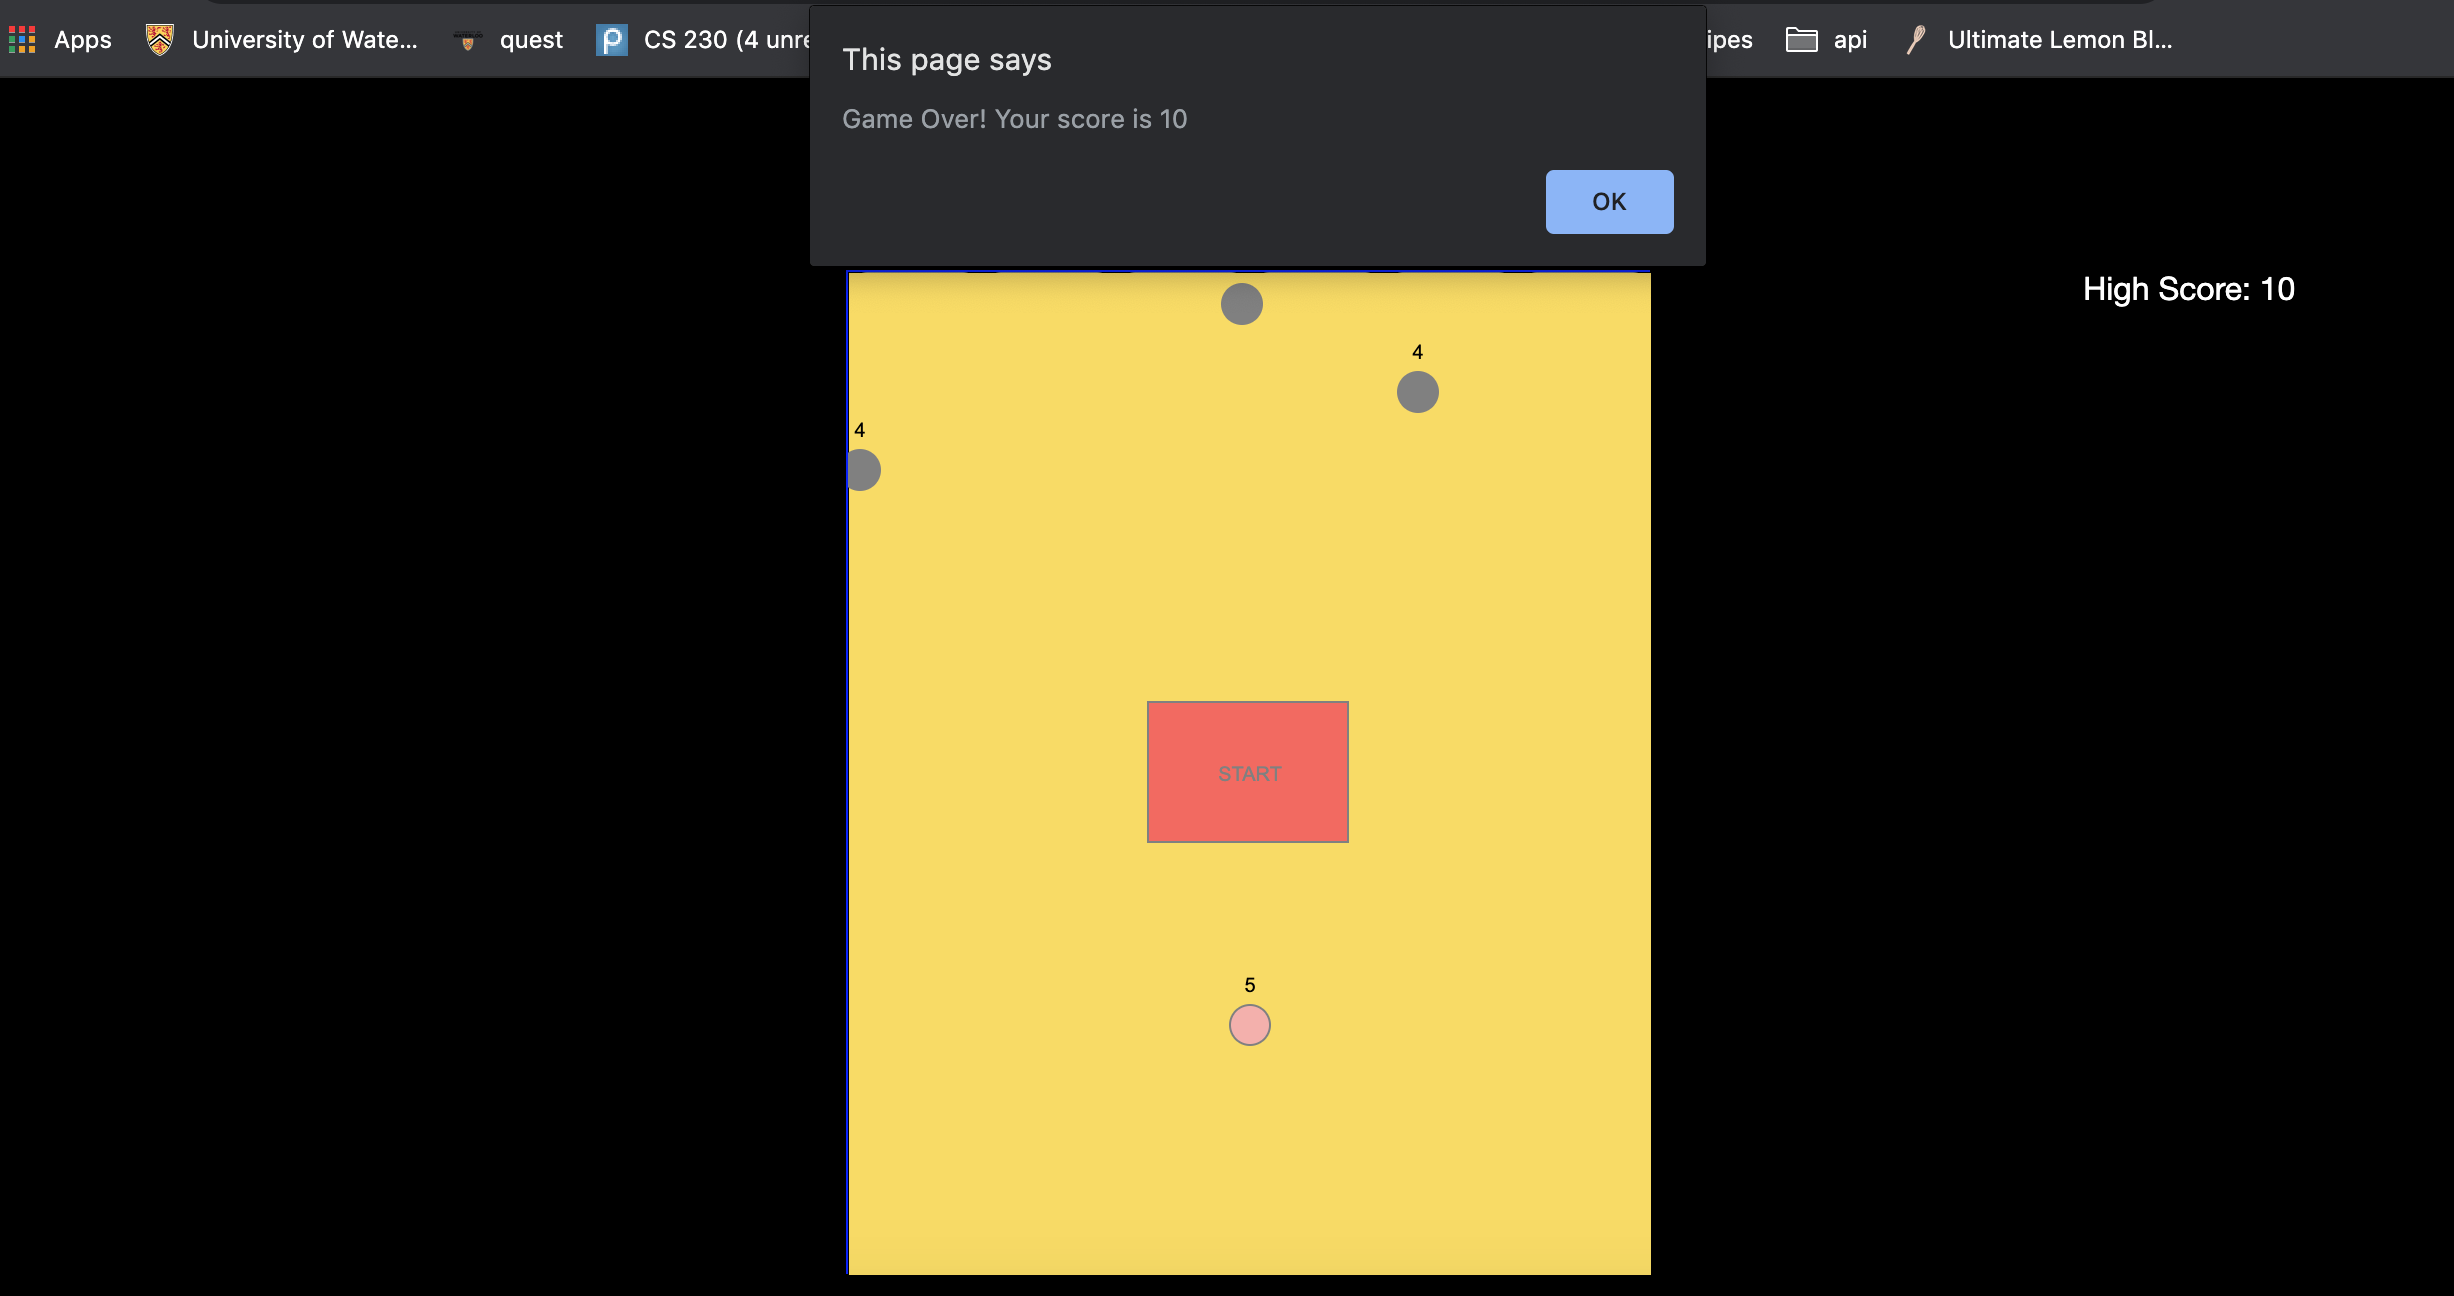 Apps
University of Wate...
quest
CS 230 (4 unre
ipes
api
Ultimate Lemon Bl...
This page says
Game Over! Your score is 10
OK
High Score: 10
4
4
START
5